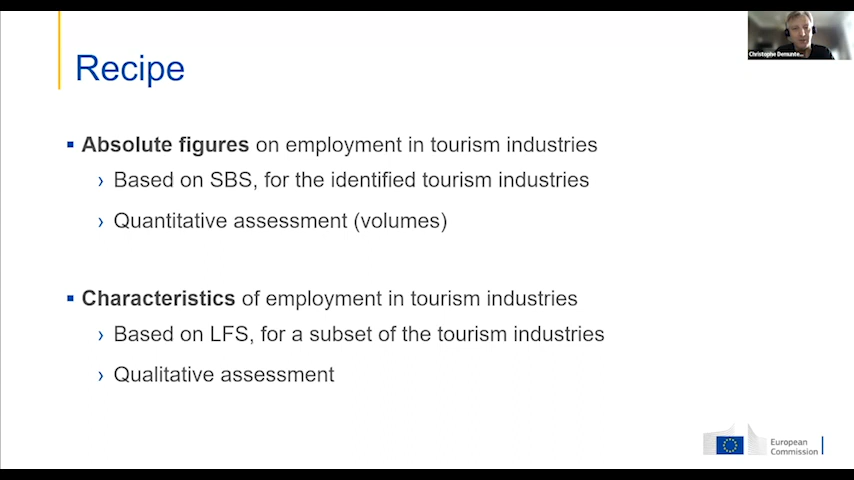 Christophe Demunte...
Recipe
▪ Absolute figures on employment in tourism industries
› Based on SBS, for the identified tourism industries
› Quantitative assessment (volumes)
▪ Characteristics of employment in tourism industries
› Based on LFS, for a subset of the tourism industries
› Qualitative assessment
European
Commission